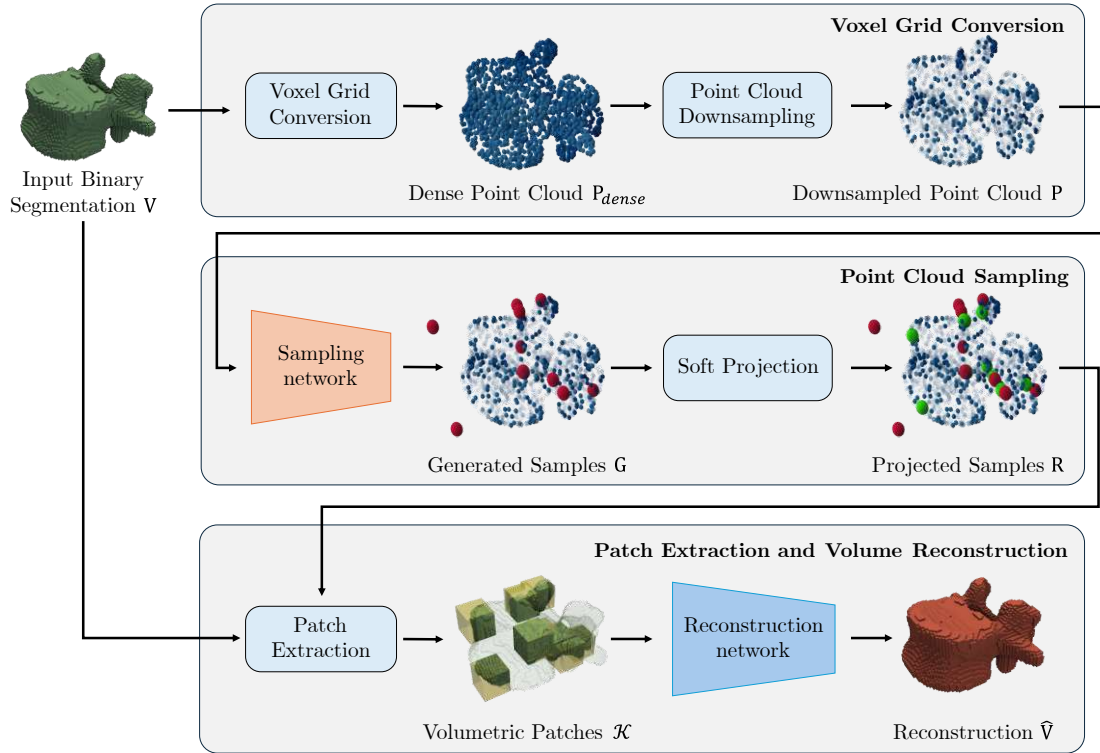 Voxel Grid Conversion
Voxel Grid
Conversion
Point Cloud
Downsampling
Input Binary
Segmentation V
Dense Point Cloud P_dense
Downsampled Point Cloud P
Point Cloud Sampling
Sampling
network
Soft Projection
Generated Samples G
Projected Samples R
Patch Extraction and Volume Reconstruction
Patch
Extraction
Reconstruction
network
Volumetric Patches 𝒦
Reconstruction V̂